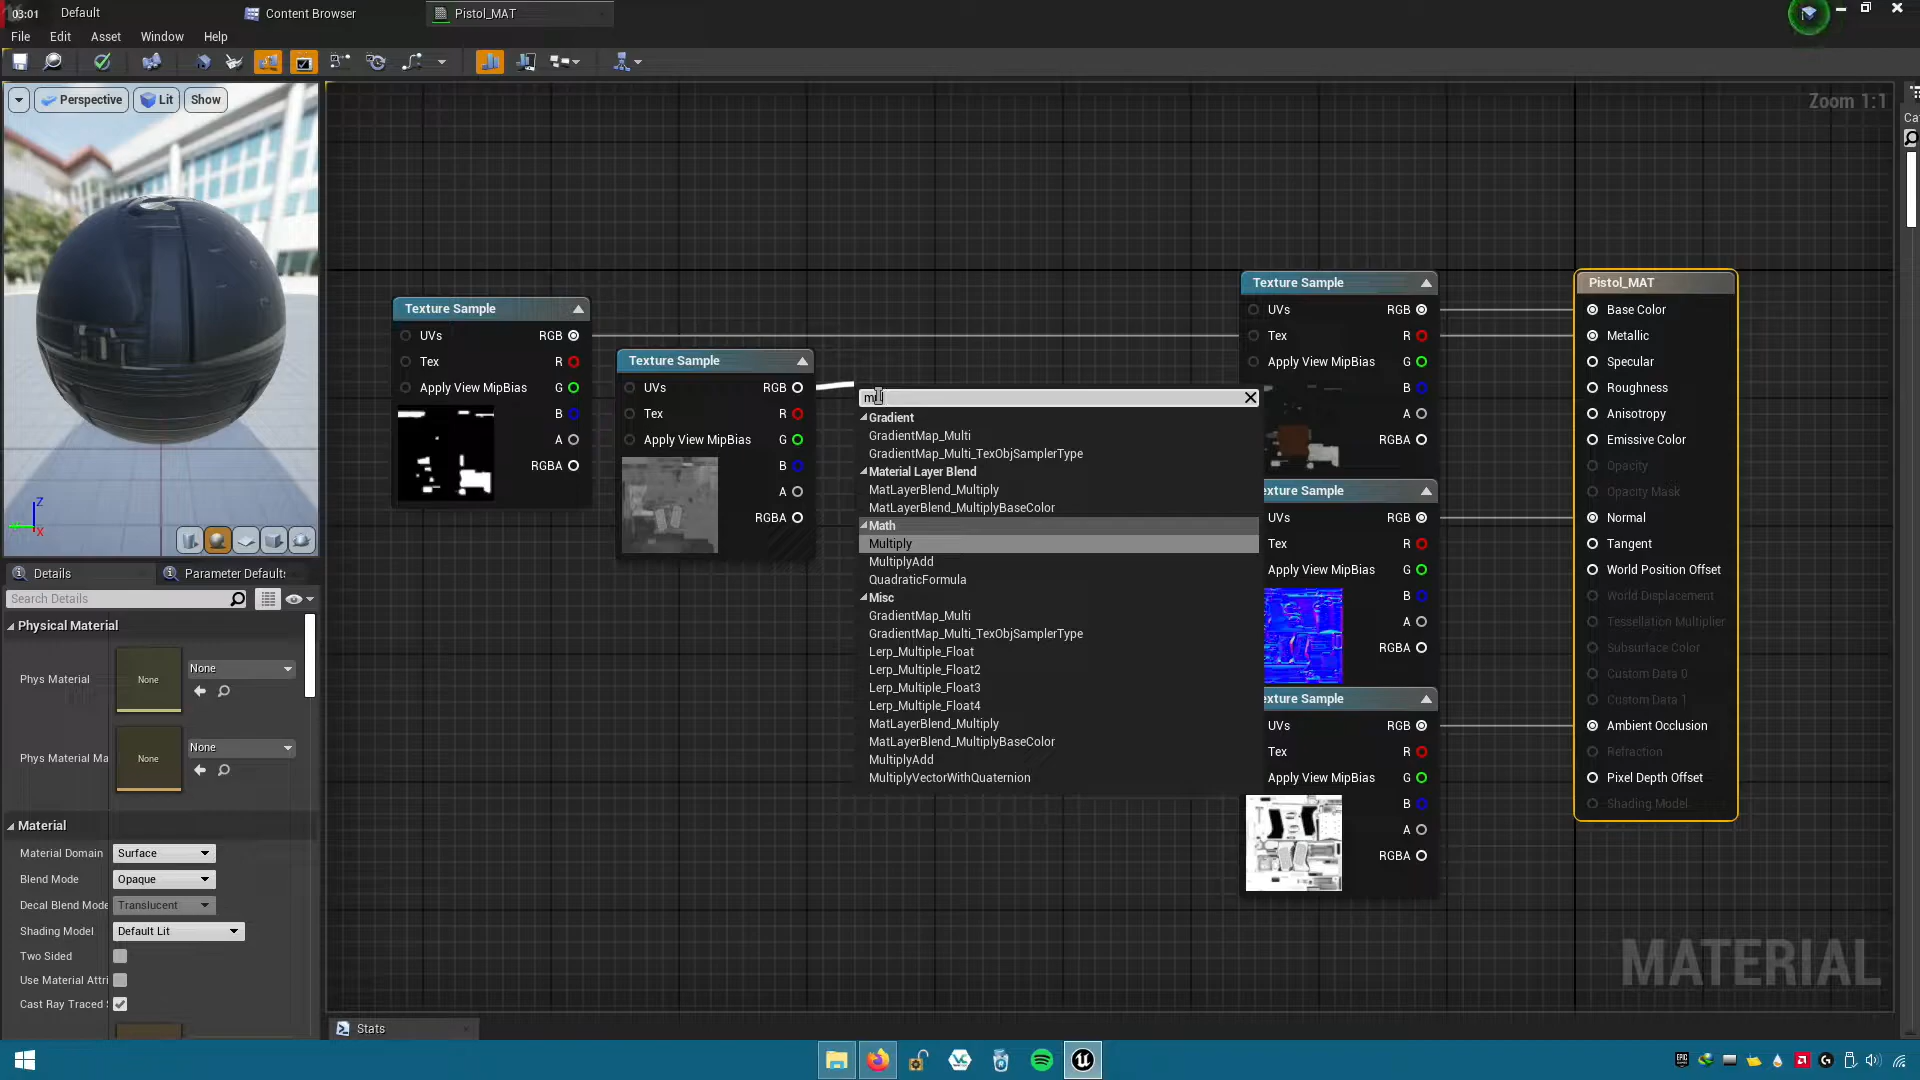 03:01
Default
Content Browser
Pistol_MAT
File Edit Asset Window Help
Perspective Lit Show
Zoom 1:1
Ca
Z
X
Details
Parameter Defaults
Search Details
Physical Material
Phys Material
None
None
Phys Material Ma
None
None
Material
Material Domain
Surface
Blend Mode
Opaque
Decal Blend Mode
Translucent
Shading Model
Default Lit
Two Sided
Use Material Attri
Cast Ray Traced S
Texture Sample
UVs RGB
Tex R
Apply View MipBias G
B
A
RGBA
Texture Sample
UVs RGB
Tex R
Apply View MipBias G
B
A
RGBA
Gradient
GradientMap_Multi
GradientMap_Multi_TexObjSamplerType
Material Layer Blend
MatLayerBlend_Multiply
MatLayerBlend_MultiplyBaseColor
Math
Multiply
MultiplyAdd
QuadraticFormula
Misc
GradientMap_Multi
GradientMap_Multi_TexObjSamplerType
Lerp_Multiple_Float
Lerp_Multiple_Float2
Lerp_Multiple_Float3
Lerp_Multiple_Float4
MatLayerBlend_Multiply
MatLayerBlend_MultiplyBaseColor
MultiplyAdd
MultiplyVectorWithQuaternion
Texture Sample
UVs RGB
Tex R
Apply View MipBias G
B
A
RGBA
exture Sample
UVs RGB
Tex R
Apply View MipBias G
B
A
RGBA
exture Sample
UVs RGB
Tex R
Apply View MipBias G
B
A
RGBA
Pistol_MAT
Base Color
Metallic
Specular
Roughness
Anisotropy
Emissive Color
Opacity
Opacity Mask
Normal
Tangent
World Position Offset
World Displacement
Tessellation Multiplier
Subsurface Color
Custom Data 0
Custom Data 1
Ambient Occlusion
Refraction
Pixel Depth Offset
Shading Model
MATERIAL
Stats